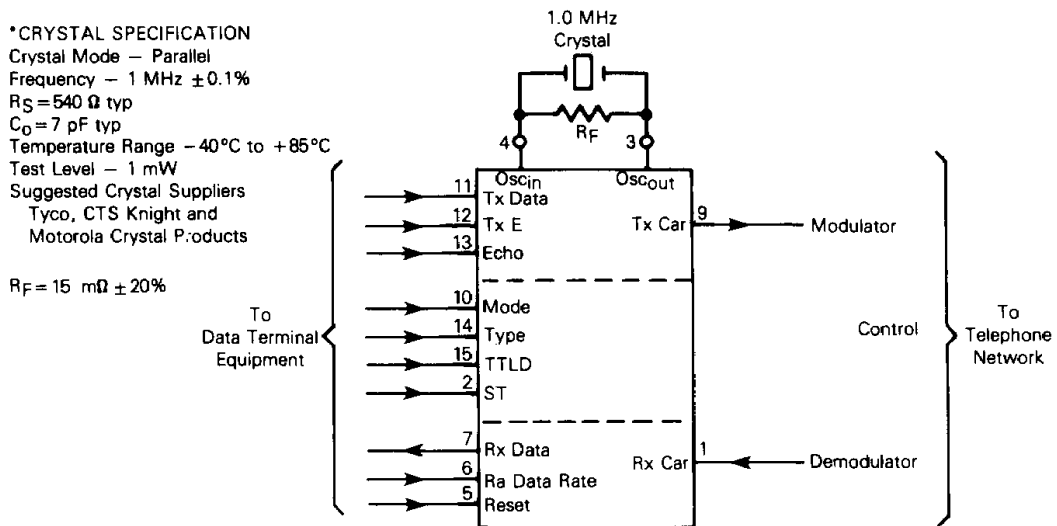 *CRYSTAL SPECIFICATION
Crystal Mode — Parallel
Frequency — 1 MHz ±0.1%
RS=540 Ω typ
Co=7 pF typ
Temperature Range −40°C to +85°C
Test Level — 1 mW
Suggested Crystal Suppliers
Tyco, CTS Knight and
Motorola Crystal Products
RF=15 mΩ ±20%
1.0 MHz
Crystal
RF
4
3
Oscin
Oscout
11 Tx Data
12 Tx E
13 Echo
Tx Car 9
Modulator
10 Mode
14 Type
15 TTLD
2 ST
Control
To
Data Terminal
Equipment
To
Telephone
Network
7 Rx Data
6 Ra Data Rate
5 Reset
Rx Car 1
Demodulator